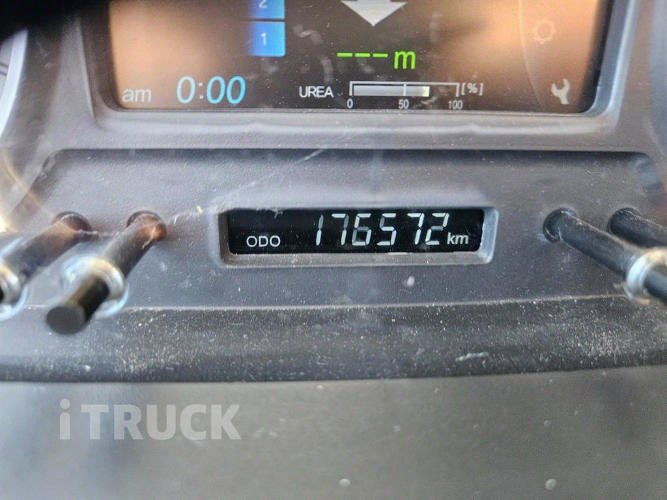 2
1
---m
am 0:00
UREA [%]
0 50 100
ODO 176572 km
iTRUCK